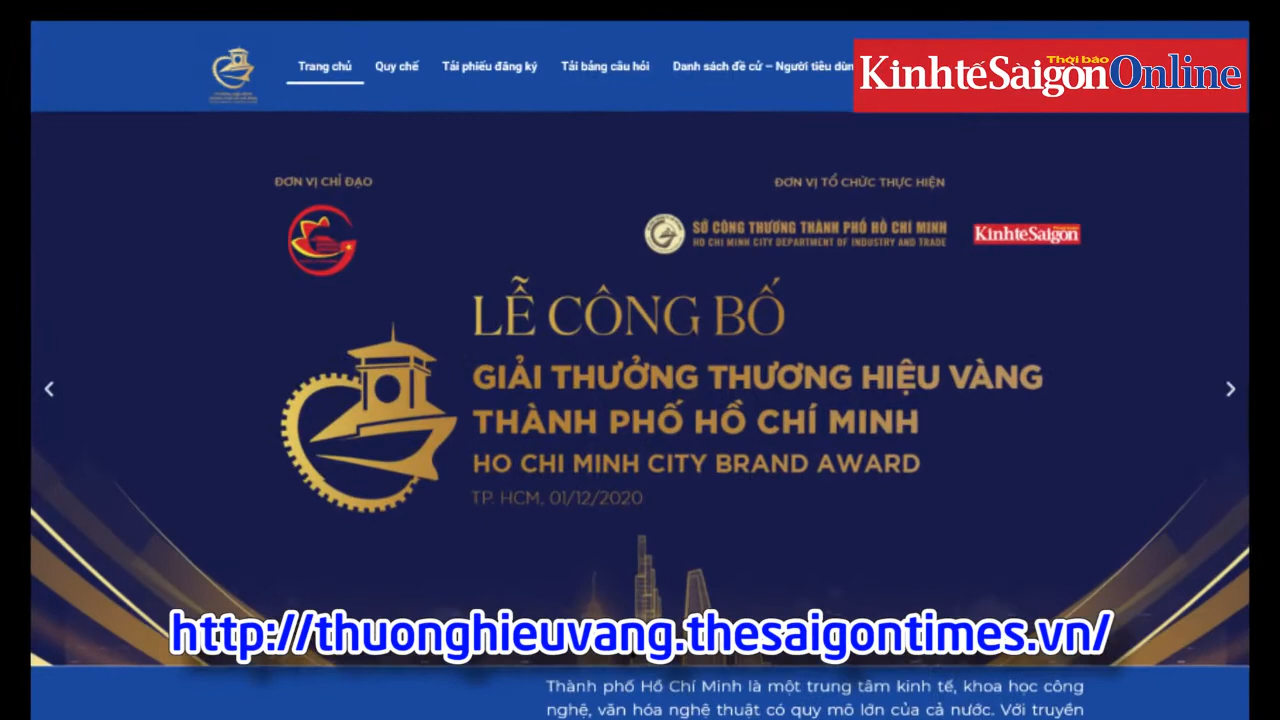 Trang chủ Quy chế Tải phiếu đăng ký Tải bảng câu hỏi Danh sách đề cử – Người tiêu dùn
Thời báo
KinhtếSàigònOnline
ĐƠN VỊ CHỈ ĐẠO
ĐƠN VỊ TỔ CHỨC THỰC HIỆN
SỞ CÔNG THƯƠNG THÀNH PHỐ HỒ CHÍ MINH
HO CHI MINH CITY DEPARTMENT OF INDUSTRY AND TRADE
KinhtếSàigòn
LỄ CÔNG BỐ
GIẢI THƯỞNG THƯƠNG HIỆU VÀNG
THÀNH PHỐ HỒ CHÍ MINH
HO CHI MINH CITY BRAND AWARD
TP. HCM, 01/12/2020
http://thuonghieuvang.thesaigontimes.vn/
Thành phố Hồ Chí Minh là một trung tâm kinh tế, khoa học công
nghệ, văn hóa nghệ thuật có quy mô lớn của cả nước. Với truyền